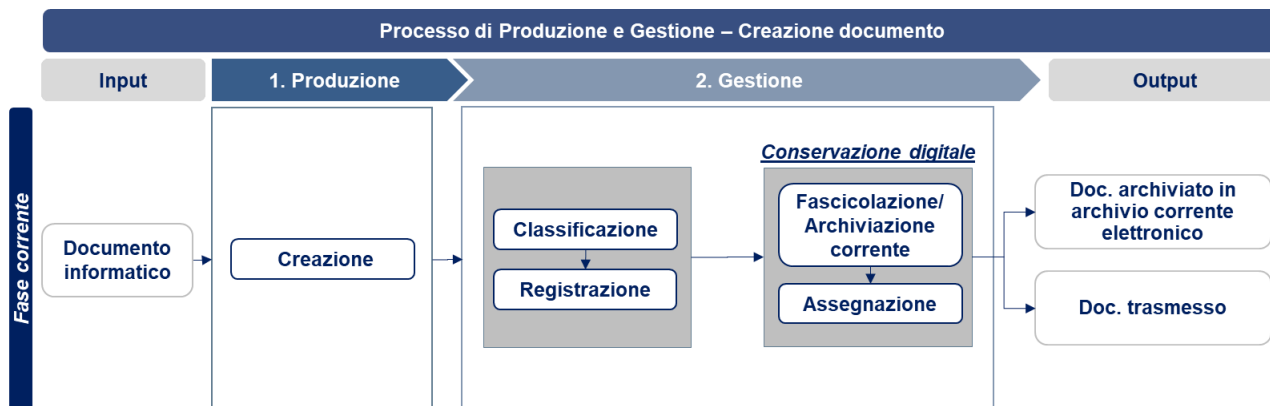 Processo di Produzione e Gestione – Creazione documento
Input
1. Produzione
2. Gestione
Output
Fase corrente
Documento
informatico
Creazione
Classificazione
Registrazione
Conservazione digitale
Fascicolazione/
Archiviazione
corrente
Assegnazione
Doc. archiviato in
archivio corrente
elettronico
Doc. trasmesso